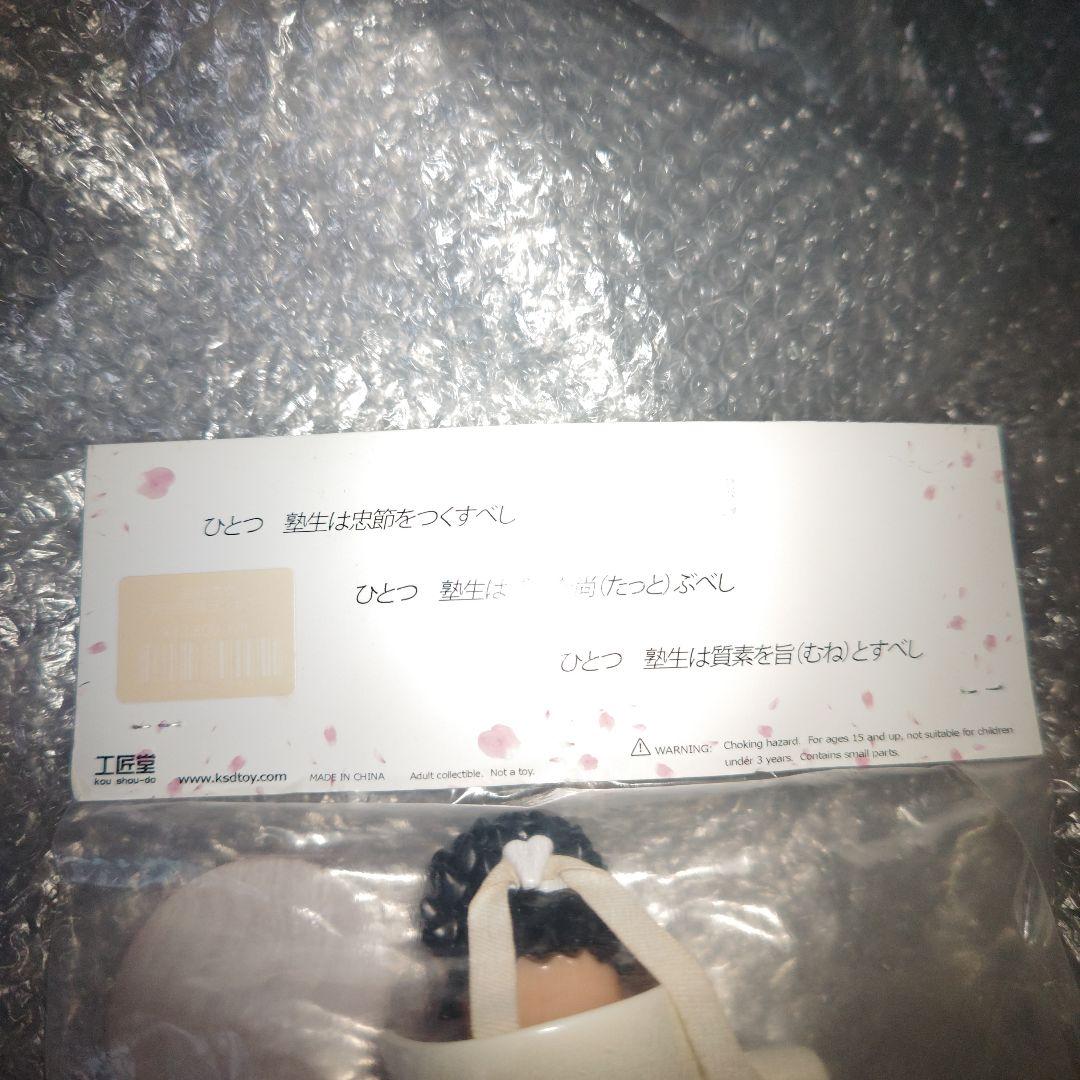 ひとつ 塾生は忠節をつくすべし
ひとつ 塾生は 尚(たっと)ぶべし
ひとつ 塾生は質素を旨(むね)とすべし
WARNING: Choking hazard. For ages 15 and up, not suitable for children
under 3 years. Contains small parts.
工匠堂
kou shou-do
www.ksdtoy.com
MADE IN CHINA
Adult collectible. Not a toy.